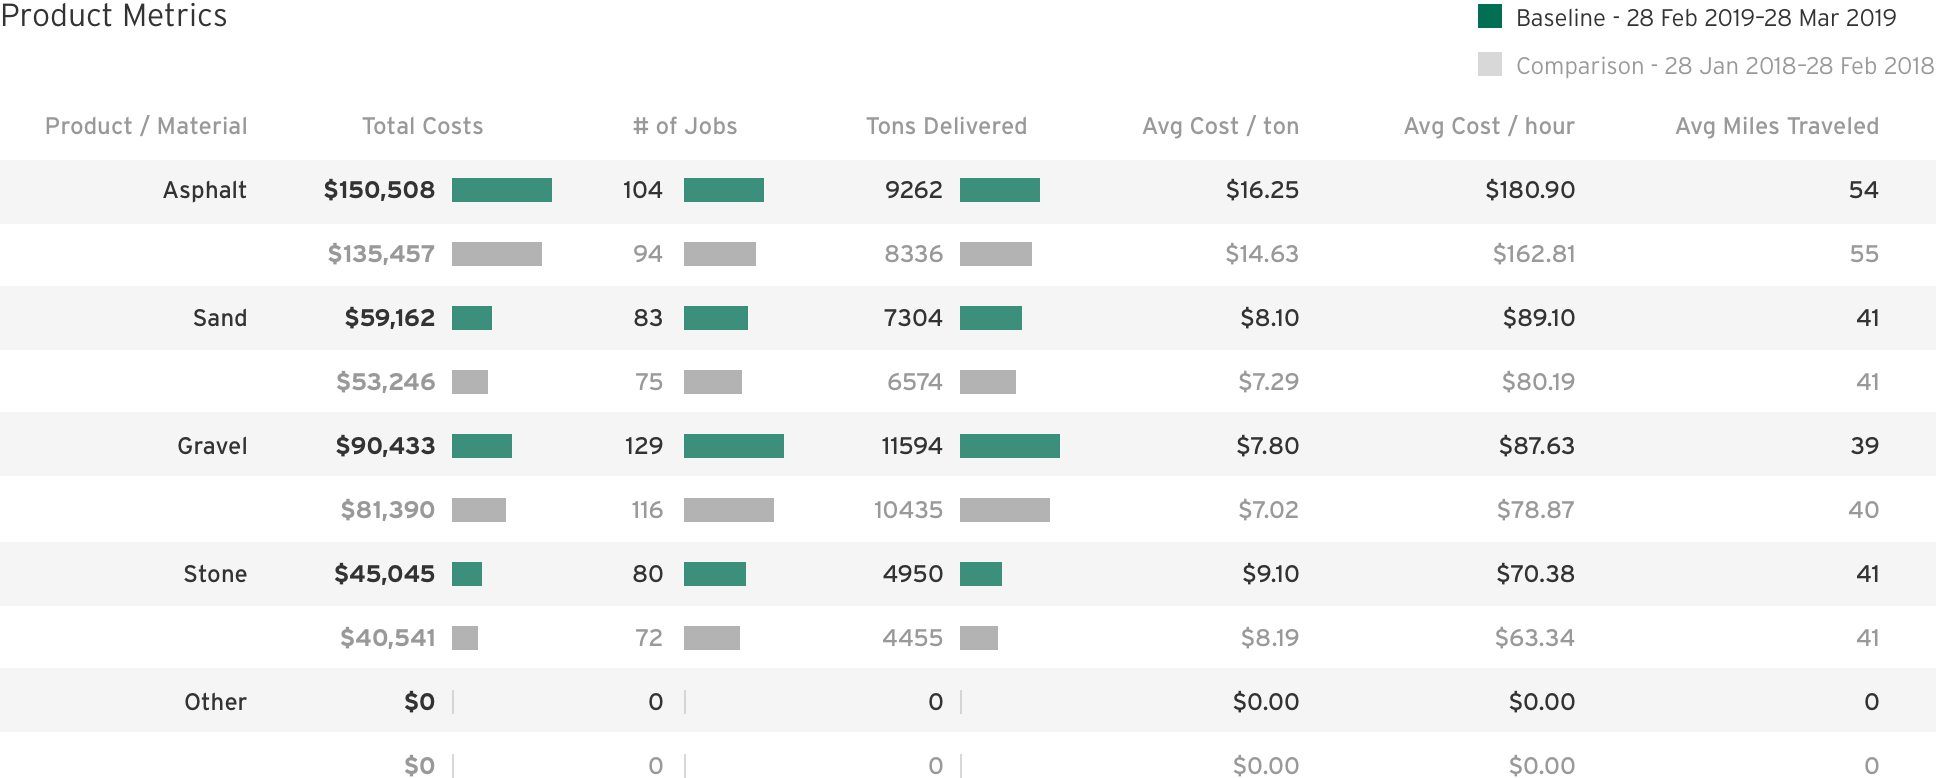 Product Metrics
Baseline - 28 Feb 2019–28 Mar 2019
Comparison - 28 Jan 2018–28 Feb 2018
Product / Material Total Costs # of Jobs Tons Delivered Avg Cost / ton Avg Cost / hour Avg Miles Traveled
Asphalt $150,508 104 9262 $16.25 $180.90 54
$135,457 94 8336 $14.63 $162.81 55
Sand $59,162 83 7304 $8.10 $89.10 41
$53,246 75 6574 $7.29 $80.19 41
Gravel $90,433 129 11594 $7.80 $87.63 39
$81,390 116 10435 $7.02 $78.87 40
Stone $45,045 80 4950 $9.10 $70.38 41
$40,541 72 4455 $8.19 $63.34 41
Other $0 0 0 $0.00 $0.00 0
$0 0 0 $0.00 $0.00 0